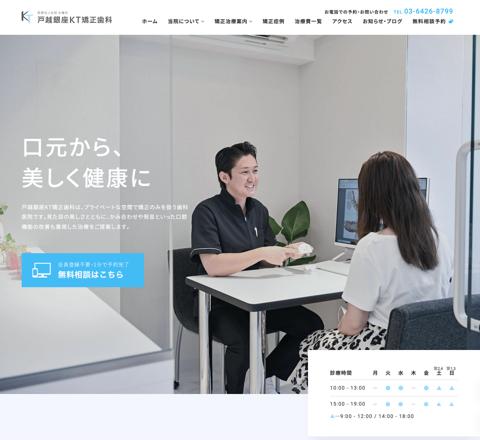 戸越銀座KT矯正歯科
お電話での予約・お問い合わせ TEL 03-6426-8799
ホーム 当院について 矯正治療案内 矯正症例 治療費一覧 アクセス お知らせ・ブログ 無料相談予約
口元から、
美しく健康に
戸越銀座KT矯正歯科は、プライベートな空間で矯正のみを扱う歯科
医院です。見た目の美しさとともに、かみ合わせや発音といった口腔
機能の改善も重視した治療をご提案します。
会員登録不要・1分で予約完了
無料相談はこちら
第2,4 第1,3
診療時間 月 火 水 木 金 土 日
10:00 - 13:00 − ● ● − ● ▲ ▲
15:00 - 19:00 − ● ● − ● ▲ ▲
▲…9:00 - 12:00 / 14:00 - 18:00